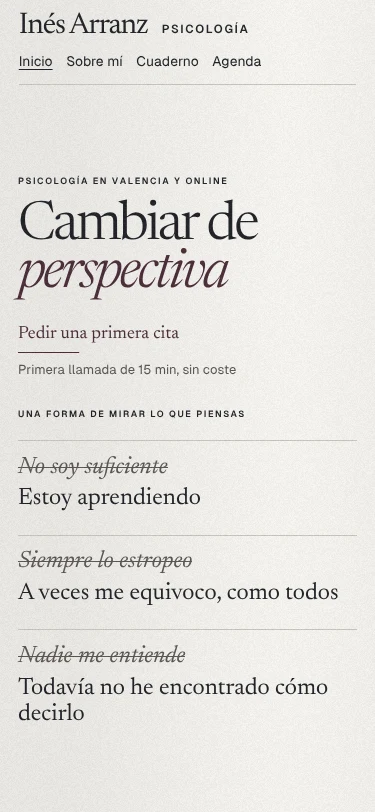 Inés Arranz PSICOLOGÍA
Inicio Sobre mí Cuaderno Agenda
PSICOLOGÍA EN VALENCIA Y ONLINE
Cambiar de
perspectiva
Pedir una primera cita
Primera llamada de 15 min, sin coste
UNA FORMA DE MIRAR LO QUE PIENSAS
No soy suficiente
Estoy aprendiendo
Siempre lo estropeo
A veces me equivoco, como todos
Nadie me entiende
Todavía no he encontrado cómo
decirlo